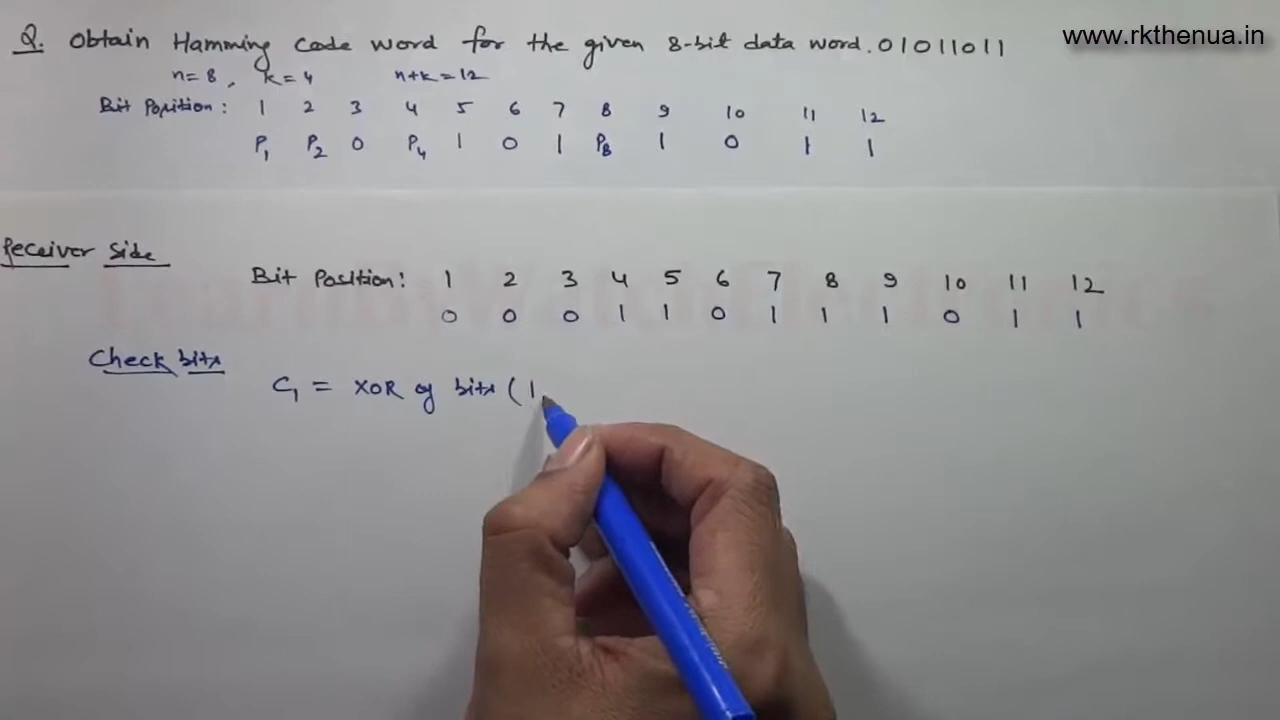 www.rkthenua.in
Q. Obtain Hamming code word for the given 8-bit data word. 01011011
n=8, k=4 n+k=12
Bit Position: 1 2 3 4 5 6 7 8 9 10 11 12
P1 P2 0 P4 1 0 1 P8 1 0 1 1
Receiver Side
Bit Position: 1 2 3 4 5 6 7 8 9 10 11 12
0 0 0 1 1 0 1 1 1 0 1 1
Check bits
C1 = XOR of bits (1,